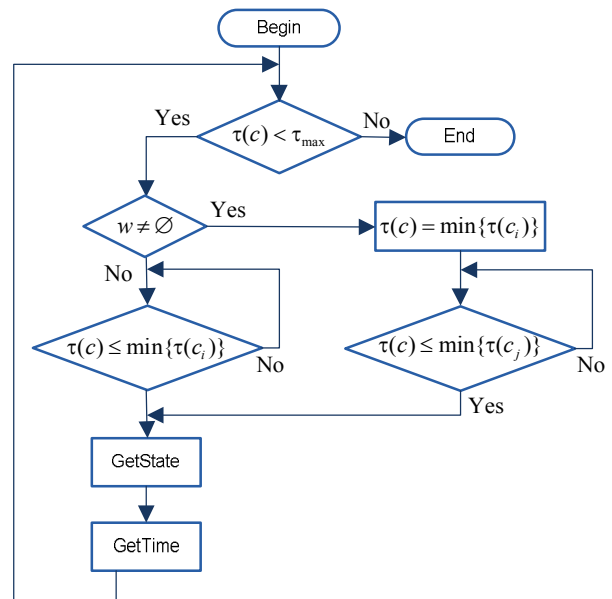 Begin
Yes
τ(c) < τ_max
No
End
w ≠ ∅
Yes
τ(c) = min{τ(c_i)}
No
τ(c) ≤ min{τ(c_i)}
No
τ(c) ≤ min{τ(c_j)}
No
Yes
GetState
GetTime